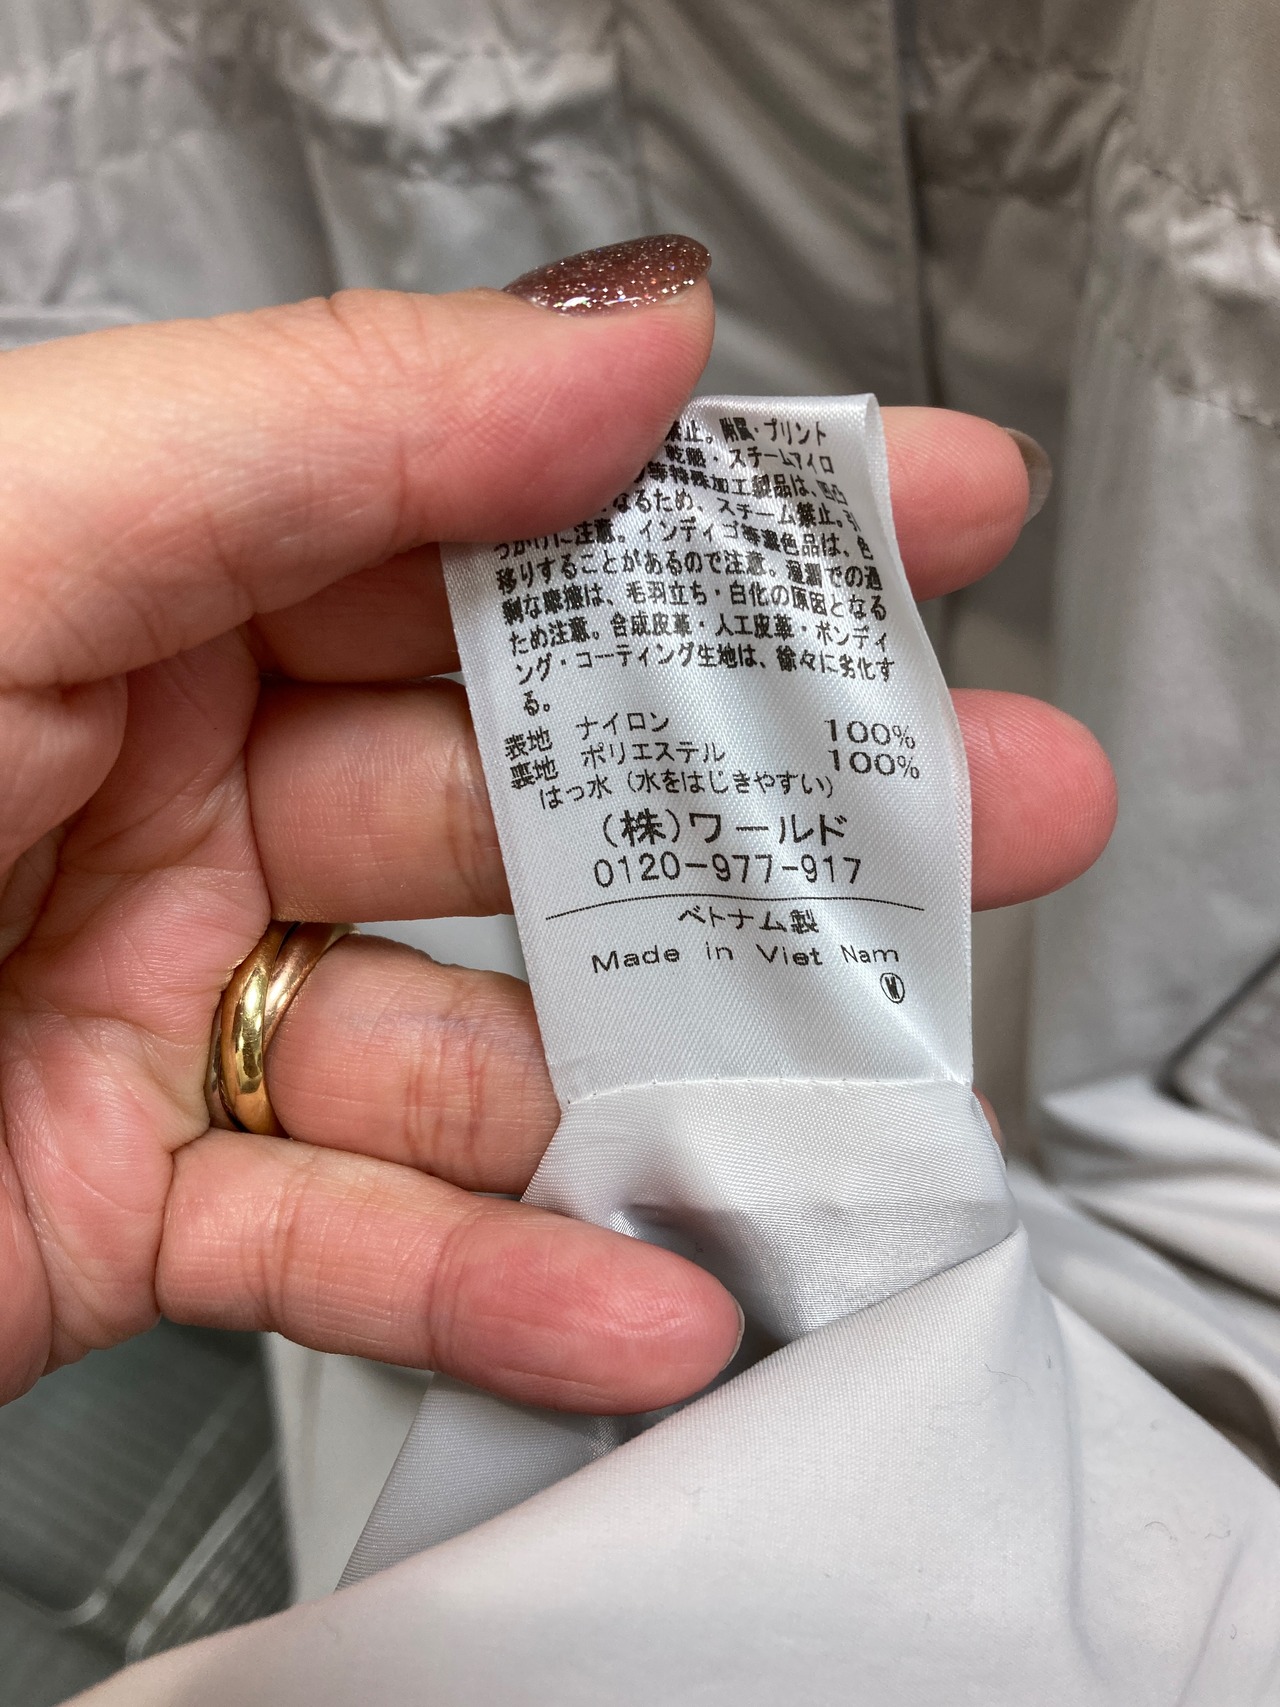 禁止。附属・プリント
乾熱・スチームアイロ
等特殊加工製品は、凹凸
になるため、スチーム禁止。引
っかけに注意。インディゴ等濃色品は、色
移りすることがあるので注意。湿潤での過
剰な摩擦は、毛羽立ち・白化の原因となる
ため注意。合成皮革・人工皮革・ボンディ
ング・コーティング生地は、徐々に劣化す
る。
表地 ナイロン 100%
裏地 ポリエステル 100%
はっ水(水をはじきやすい)
(株)ワールド
0120-977-917
ベトナム製
Made in Viet Nam
W